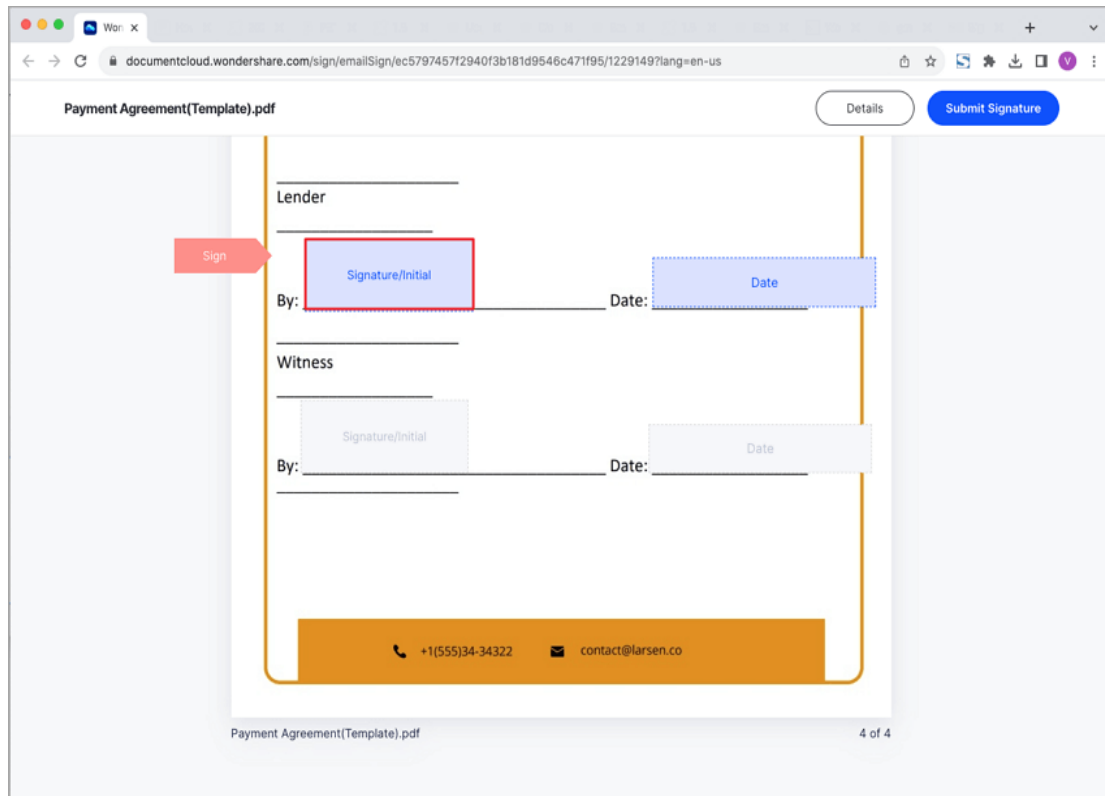 Won
documentcloud.wondershare.com/sign/emailSign/ec5797457f2940f3b181d9546c471f95/1229149?lang=en-us
V
Payment Agreement(Template).pdf
Details
Submit Signature
Lender
Sign
Signature/Initial
Date
By: Date:
Witness
Signature/Initial
Date
By: Date:
+1(555)34-34322 contact@larsen.co
Payment Agreement(Template).pdf 4 of 4